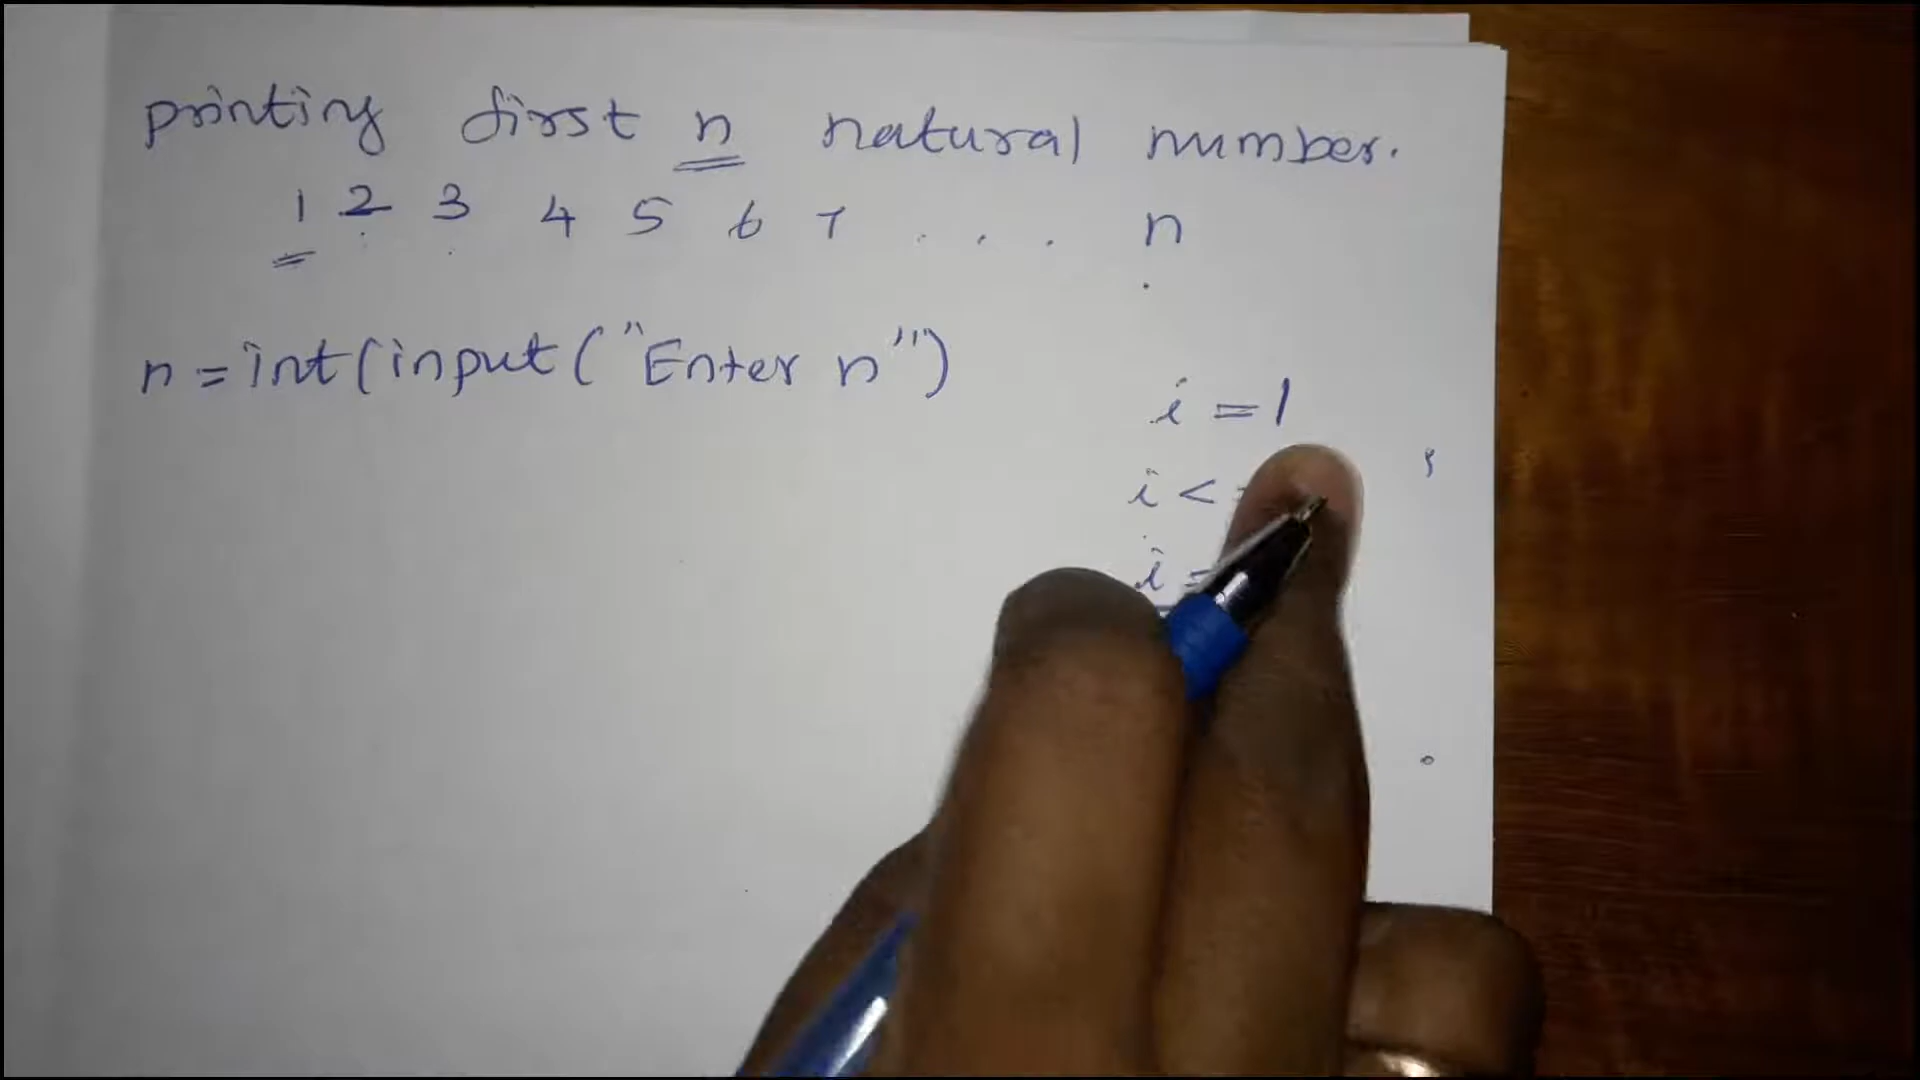 printing first n natural number.
1 2 3 4 5 6 7 . . . n
n = int(input("Enter n")
i = 1
i <
i =